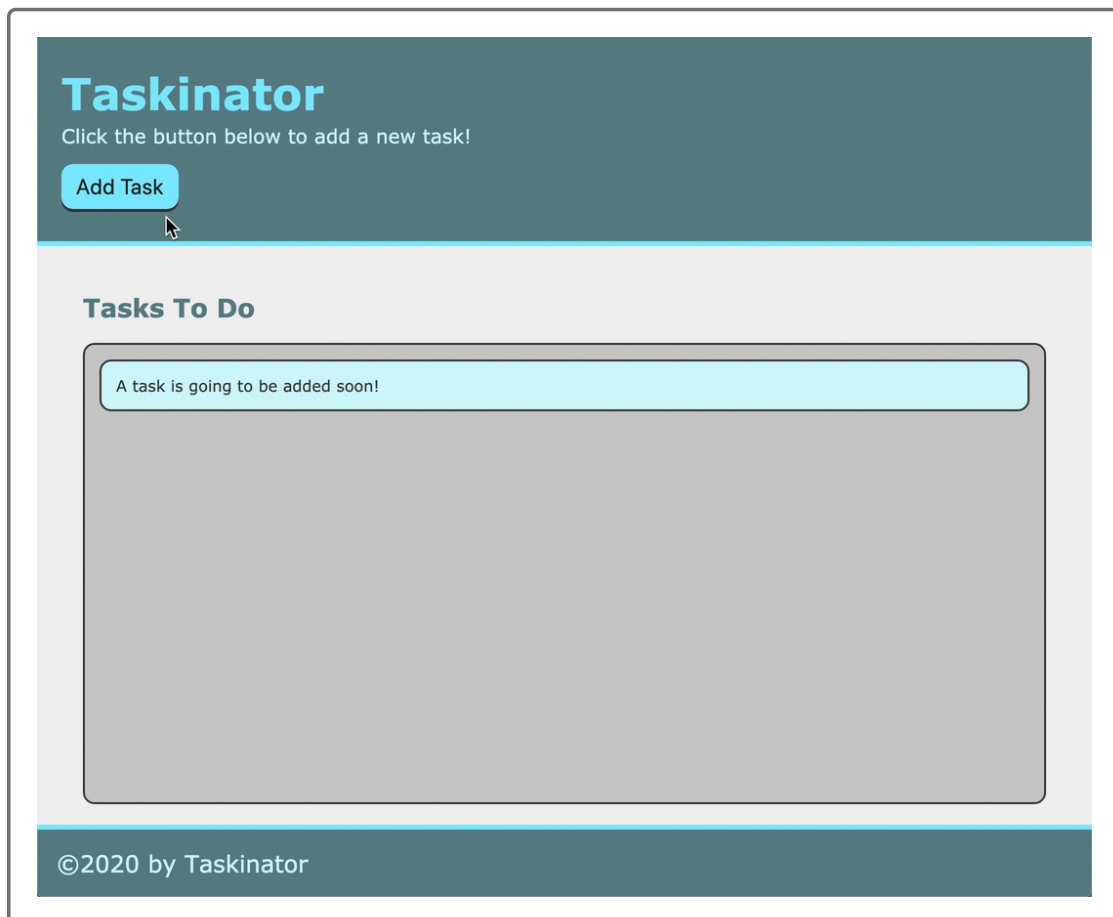 Taskinator
Click the button below to add a new task!
Add Task
Tasks To Do
A task is going to be added soon!
©2020 by Taskinator